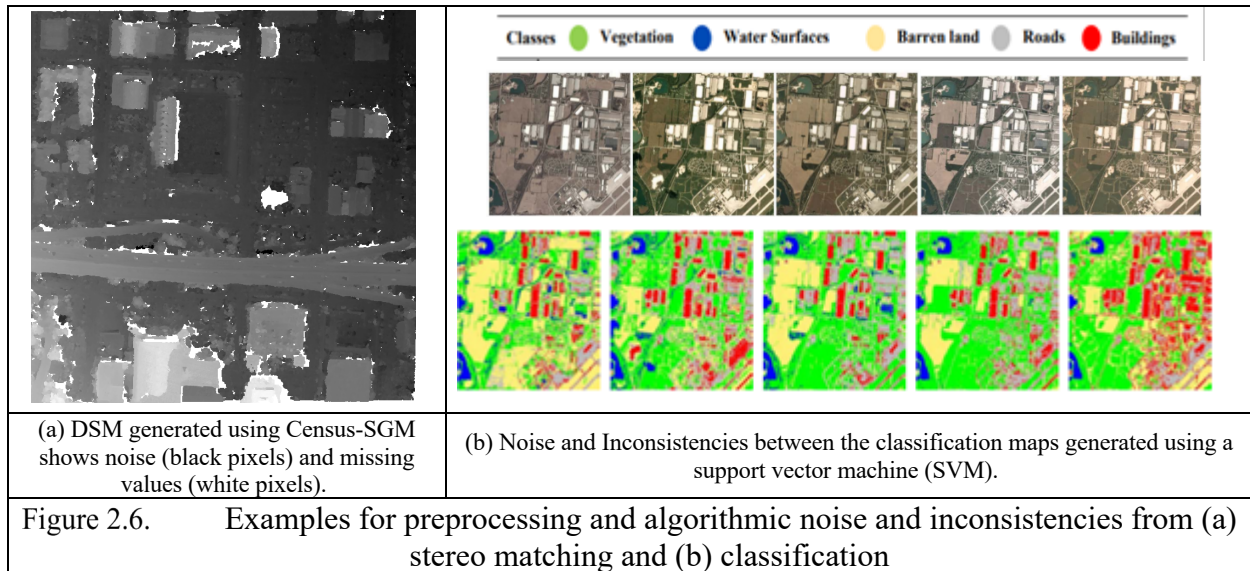 Classes Vegetation Water Surfaces Barren land Roads Buildings
(a) DSM generated using Census-SGM
shows noise (black pixels) and missing
values (white pixels).
(b) Noise and Inconsistencies between the classification maps generated using a
support vector machine (SVM).
Figure 2.6. Examples for preprocessing and algorithmic noise and inconsistencies from (a)
stereo matching and (b) classification